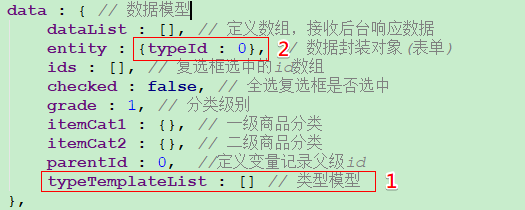 data : { // 数据模型
dataList : [], // 定义数组，接收后台响应数据
entity : {typeId : 0}, 2 / 数据封装对象(表单)
ids : [], // 复选框选中的id数组
checked : false, // 全选复选框是否选中
grade : 1, // 分类级别
itemCat1 : {}, // 一级商品分类
itemCat2 : {}, // 二级商品分类
parentId : 0, //定义变量记录父级id
typeTemplateList : [] // 类型模型 1
},